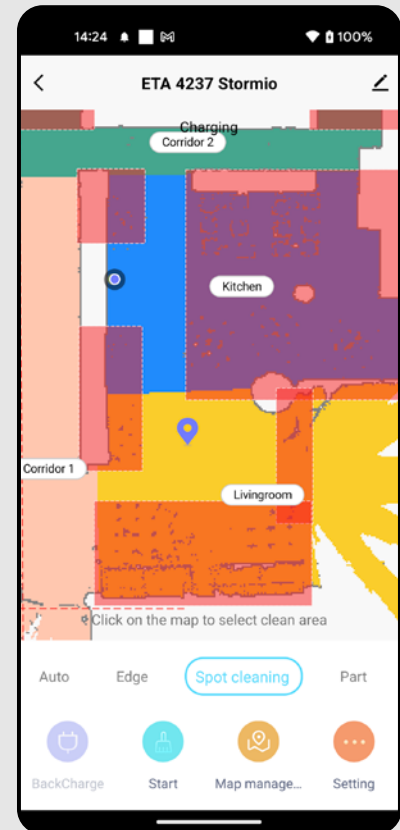 14:24
100%
ETA 4237 Stormio
Charging
Corridor 2
Kitchen
Corridor 1
Livingroom
Click on the map to select clean area
Auto
Edge
Spot cleaning
Part
BackCharge
Start
Map manage...
Setting